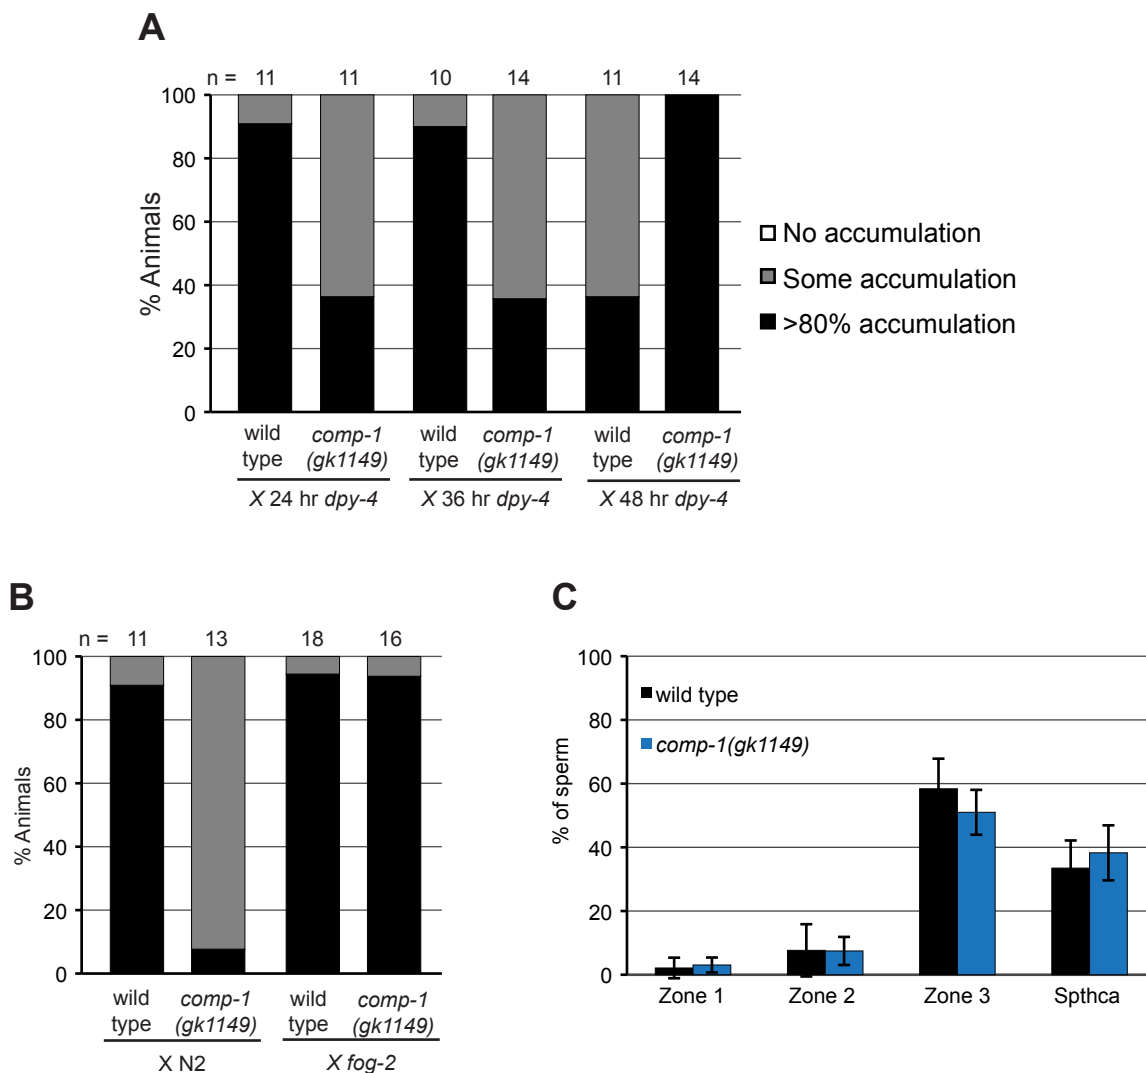 A
n = 11 11 10 14 11 14
100
80
60
40
20
0
% Animals
No accumulation
Some accumulation
>80% accumulation
wild comp-1 wild comp-1 wild comp-1
type (gk1149) type (gk1149) type (gk1149)
X 24 hr dpy-4 X 36 hr dpy-4 X 48 hr dpy-4
B
n = 11 13 18 16
100
80
60
40
20
0
% Animals
wild comp-1 wild comp-1
type (gk1149) type (gk1149)
X N2 X fog-2
C
100
80
60
40
20
0
% of sperm
wild type
comp-1(gk1149)
Zone 1 Zone 2 Zone 3 Spthca